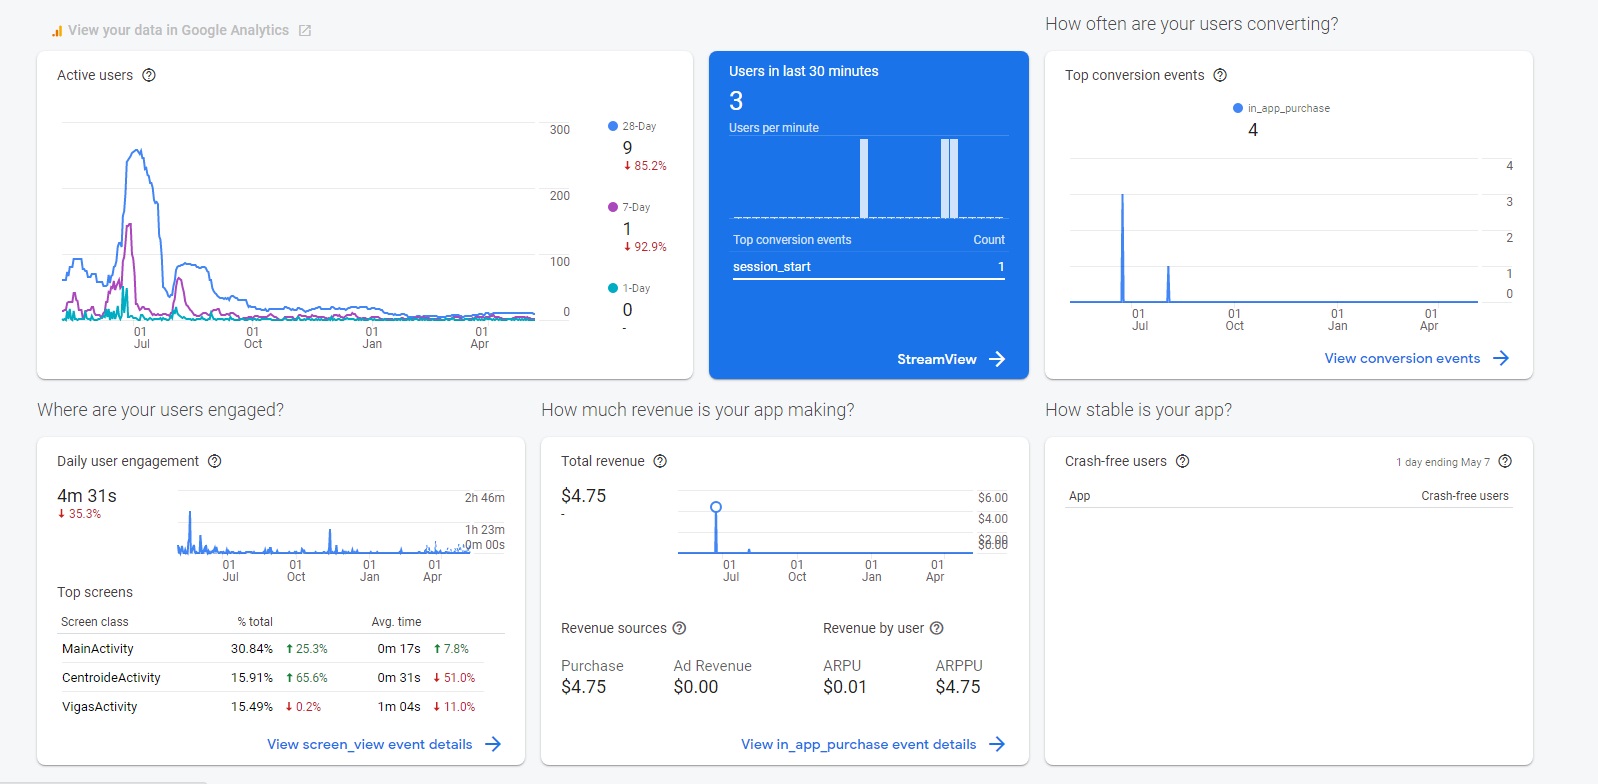 View your data in Google Analytics
How often are your users converting?
Active users
300
200
100
0
01 Jul
01 Oct
01 Jan
01 Apr
28-Day
9
85.2%
7-Day
1
92.9%
1-Day
0
-
Users in last 30 minutes
3
Users per minute
Top conversion events Count
session_start 1
StreamView
Top conversion events
in_app_purchase
4
4
3
2
1
0
01 Jul
01 Oct
01 Jan
01 Apr
View conversion events
Where are your users engaged?
How much revenue is your app making?
How stable is your app?
Daily user engagement
4m 31s
35.3%
2h 46m
1h 23m
0m 00s
01 Jul
01 Oct
01 Jan
01 Apr
Top screens
Screen class % total Avg. time
MainActivity 30.84% 25.3% 0m 17s 7.8%
CentroideActivity 15.91% 65.6% 0m 31s 51.0%
VigasActivity 15.49% 0.2% 1m 04s 11.0%
View screen_view event details
Total revenue
$4.75
-
$6.00
$4.00
$2.00
$0.00
01 Jul
01 Oct
01 Jan
01 Apr
Revenue sources
Revenue by user
Purchase Ad Revenue ARPU ARPPU
$4.75 $0.00 $0.01 $4.75
View in_app_purchase event details
Crash-free users
1 day ending May 7
App Crash-free users